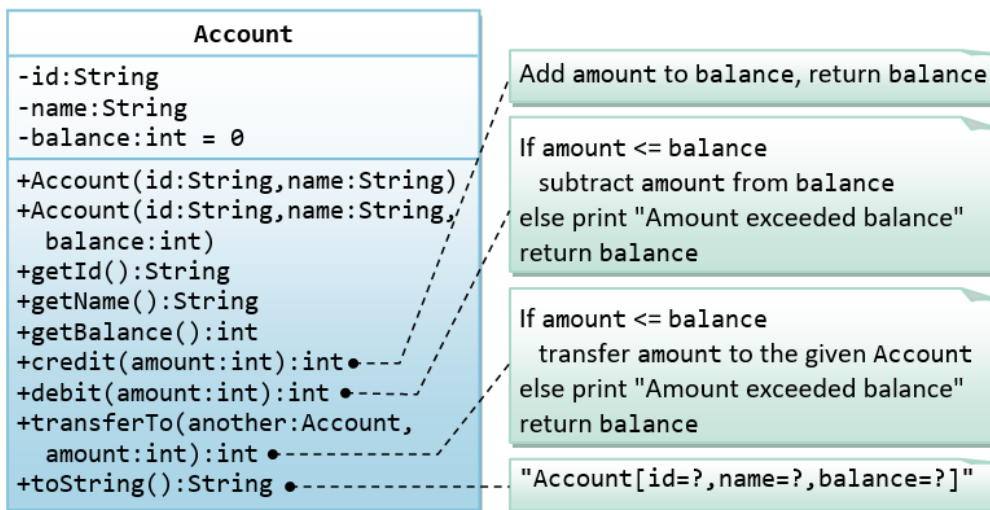 Account
-id:String
-name:String
-balance:int = 0
+Account(id:String,name:String)
+Account(id:String,name:String,
balance:int)
+getId():String
+getName():String
+getBalance():int
+credit(amount:int):int
+debit(amount:int):int
+transferTo(another:Account,
amount:int):int
+toString():String
Add amount to balance, return balance
If amount <= balance
subtract amount from balance
else print "Amount exceeded balance"
return balance
If amount <= balance
transfer amount to the given Account
else print "Amount exceeded balance"
return balance
"Account[id=?,name=?,balance=?]"